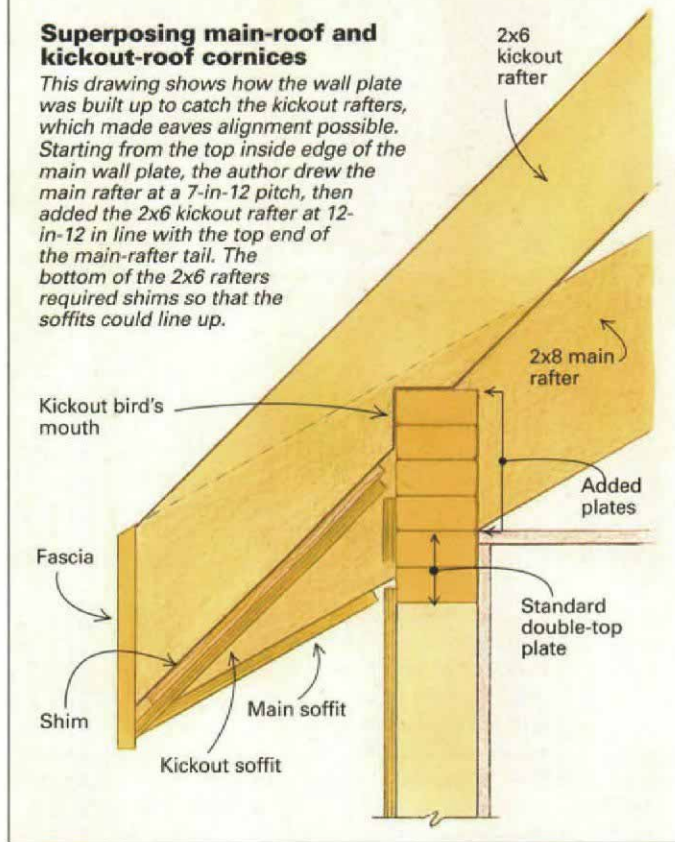 Superposing main-roof and
kickout-roof cornices
This drawing shows how the wall plate
was built up to catch the kickout rafters,
which made eaves alignment possible.
Starting from the top inside edge of the
main wall plate, the author drew the
main rafter at a 7-in-12 pitch, then
added the 2x6 kickout rafter at 12-
in-12 in line with the top end of
the main-rafter tail. The
bottom of the 2x6 rafters
required shims so that the
soffits could line up.
2x6
kickout
rafter
2x8 main
rafter
Kickout bird's
mouth
Added
plates
Fascia
Standard
double-top
plate
Shim
Main soffit
Kickout soffit